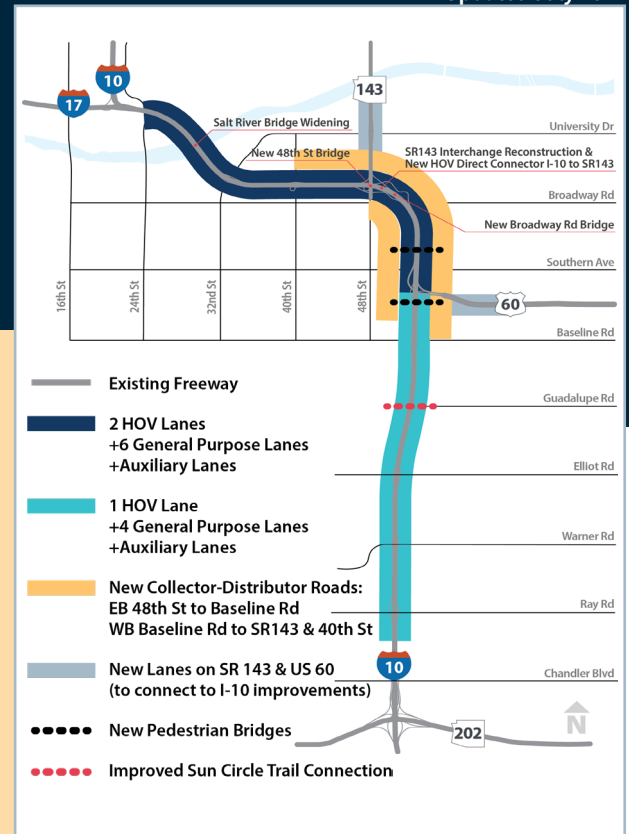 10
17
143
Salt River Bridge Widening
University Dr
New 48th St Bridge
SR143 Interchange Reconstruction &
New HOV Direct Connector I-10 to SR143
Broadway Rd
New Broadway Rd Bridge
Southern Ave
16th St
24th St
32nd St
40th St
48th St
60
Baseline Rd
Existing Freeway
Guadalupe Rd
2 HOV Lanes
+6 General Purpose Lanes
+Auxiliary Lanes
Elliot Rd
1 HOV Lane
+4 General Purpose Lanes
+Auxiliary Lanes
Warner Rd
New Collector-Distributor Roads:
EB 48th St to Baseline Rd
WB Baseline Rd to SR143 & 40th St
Ray Rd
New Lanes on SR 143 & US 60
(to connect to I-10 improvements)
10
Chandler Blvd
New Pedestrian Bridges
202
N
Improved Sun Circle Trail Connection